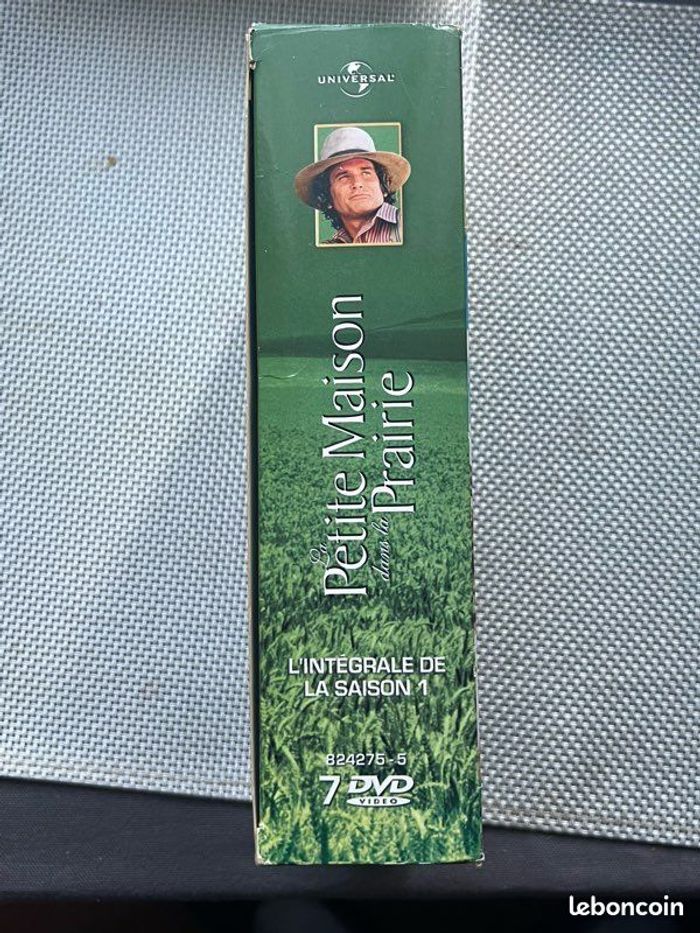 UNIVERSAL
La
Petite Maison
dans la
Prairie
L'INTÉGRALE DE
LA SAISON 1
824275-5
7 DVD
VIDEO
leboncoin